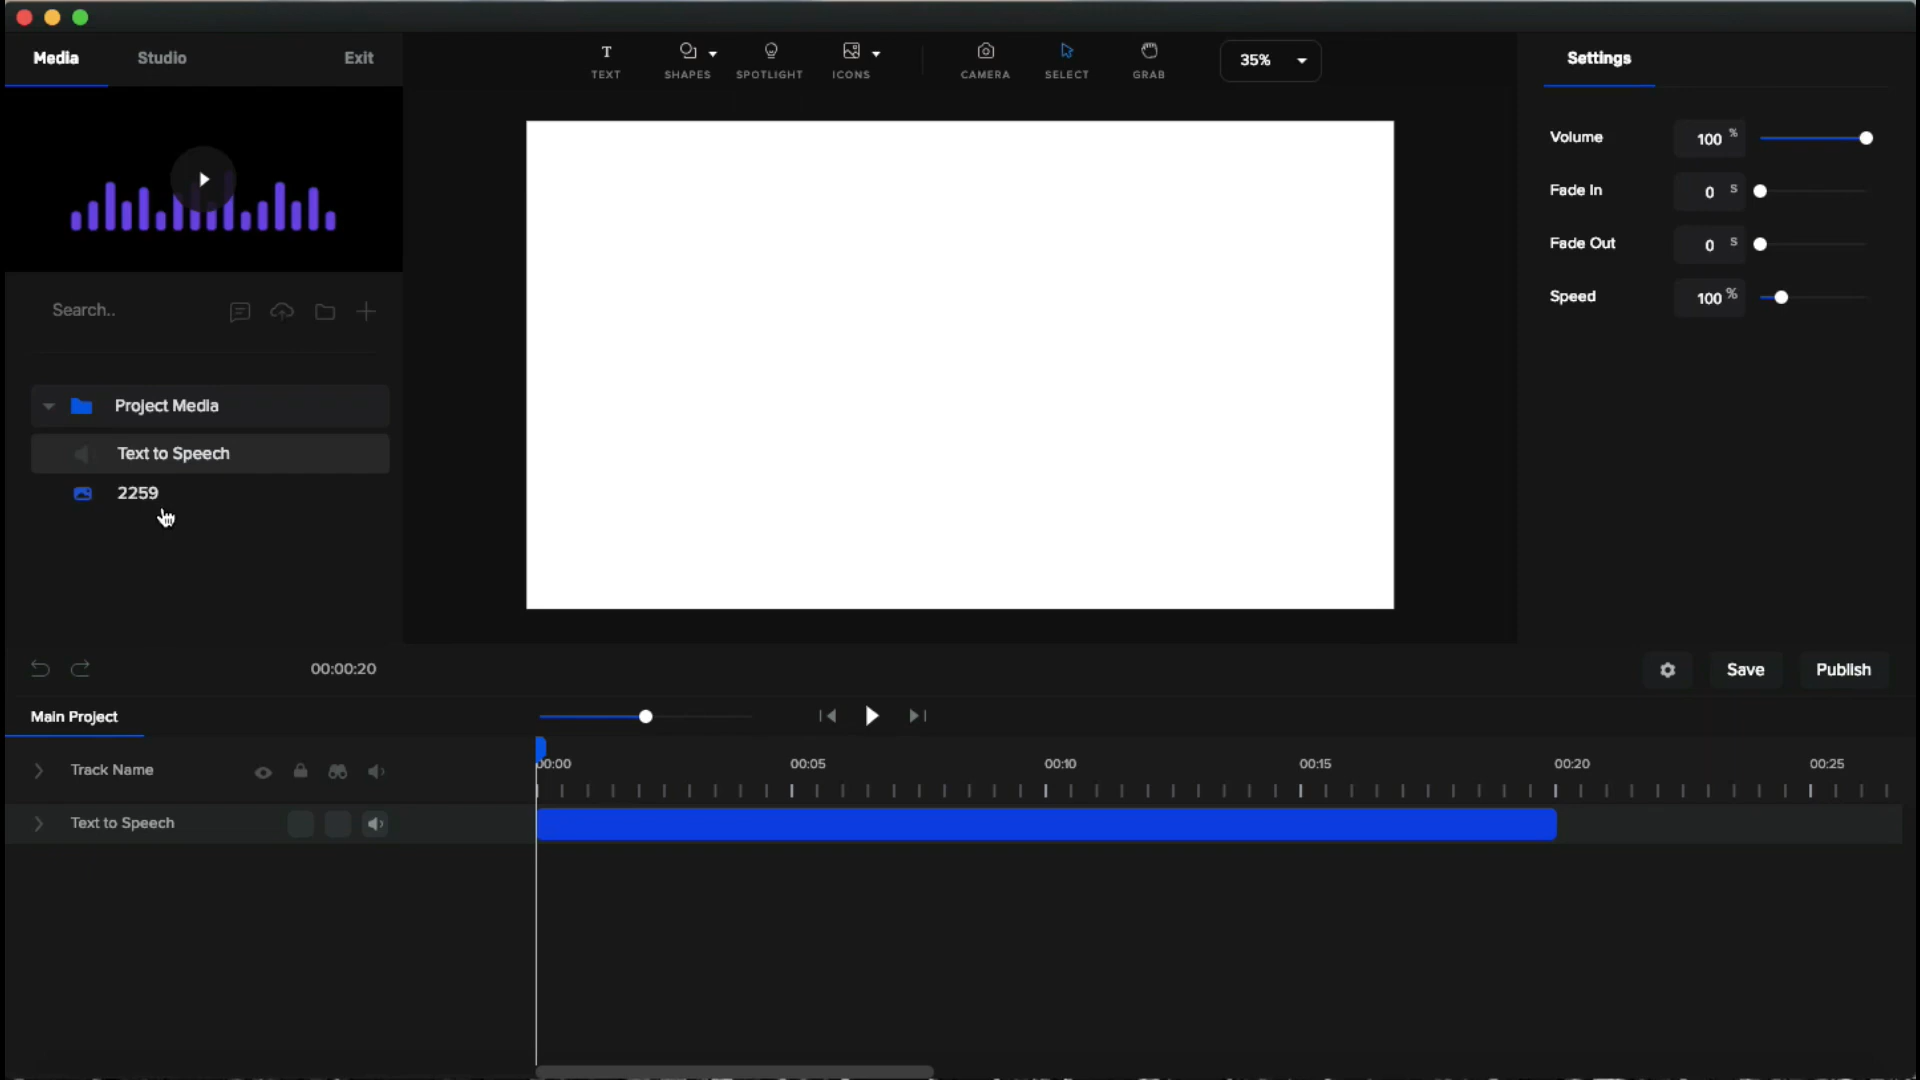 Media Studio Exit
TEXT SHAPES SPOTLIGHT ICONS CAMERA SELECT GRAB 35%
Settings
Volume 100 %
Fade In 0 s
Fade Out 0 s
Speed 100 %
Search..
Project Media
Text to Speech
2259
00:00:20
Save Publish
Main Project
Track Name
00:00 00:05 00:10 00:15 00:20 00:25
Text to Speech